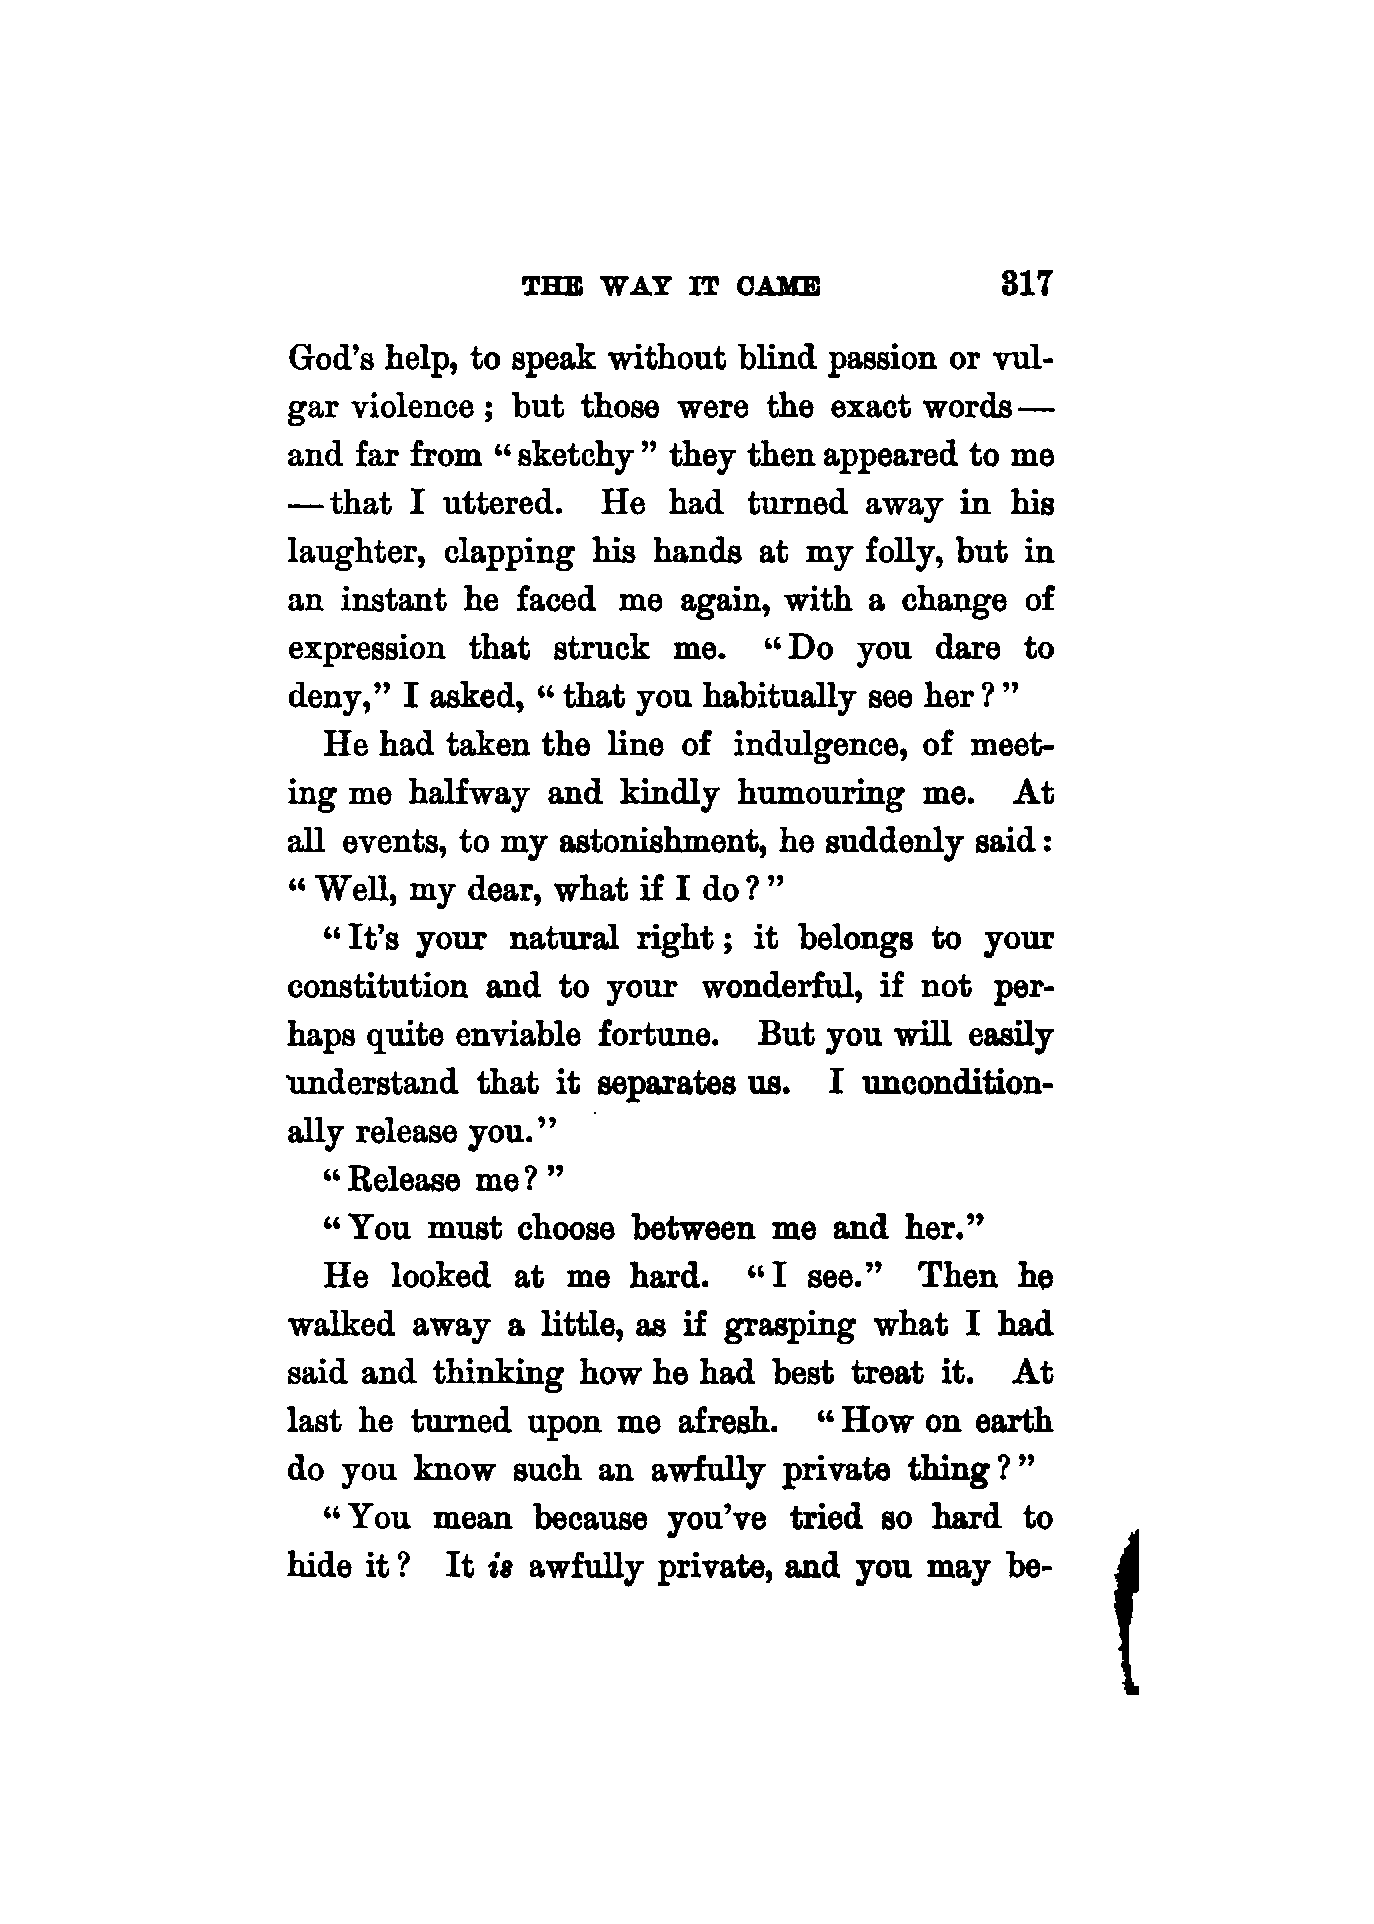 THE WAY IT CAME 317
God's help, to speak without blind passion or vul-
gar violence; but those were the exact words—
and far from "sketchy" they then appeared to me
—that I uttered. He had turned away in his
laughter, clapping his hands at my folly, but in
an instant he faced me again, with a change of
expression that struck me. "Do you dare to
deny," I asked, "that you habitually see her?"
He had taken the line of indulgence, of meet-
ing me halfway and kindly humouring me. At
all events, to my astonishment, he suddenly said:
"Well, my dear, what if I do?"
"It's your natural right; it belongs to your
constitution and to your wonderful, if not per-
haps quite enviable fortune. But you will easily
understand that it separates us. I uncondition-
ally release you."
"Release me?"
"You must choose between me and her."
He looked at me hard. "I see." Then he
walked away a little, as if grasping what I had
said and thinking how he had best treat it. At
last he turned upon me afresh. "How on earth
do you know such an awfully private thing?"
"You mean because you've tried so hard to
hide it? It is awfully private, and you may be-